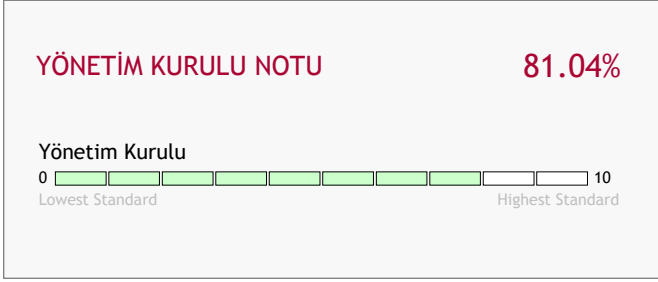 YÖNETİM KURULU NOTU 81.04%
Yönetim Kurulu
0 10
Lowest Standard Highest Standard